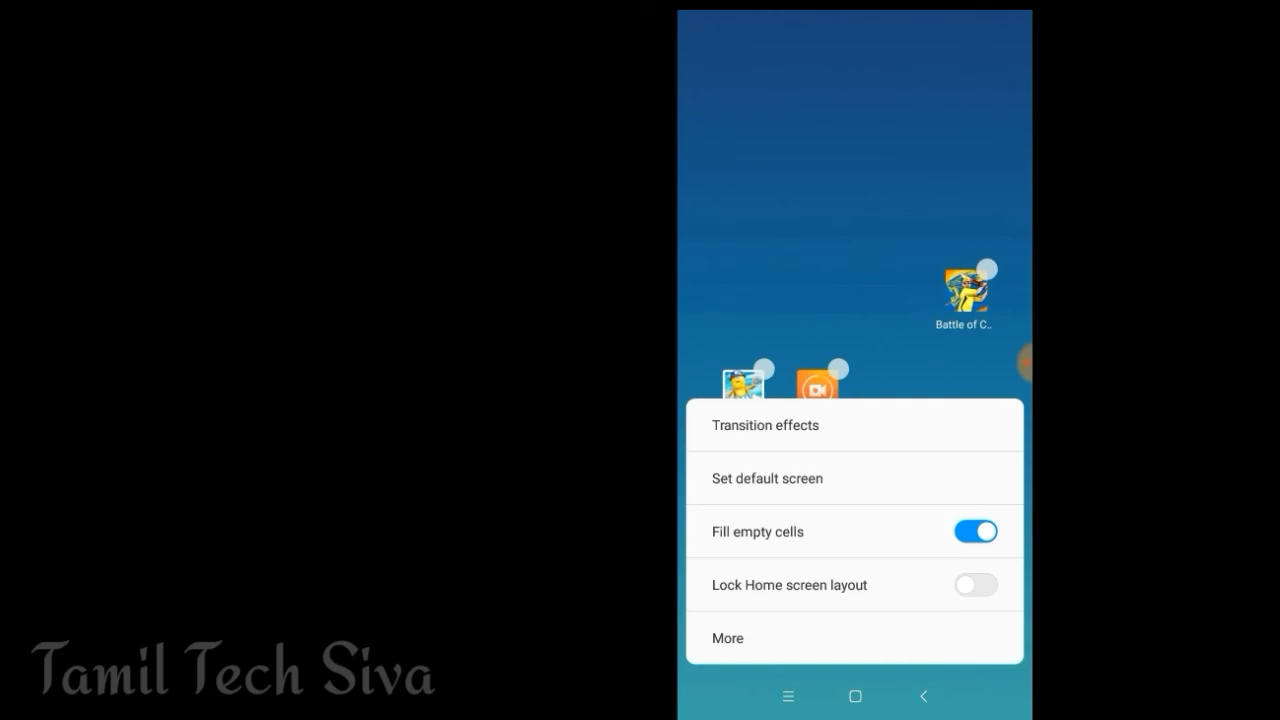 Battle of C..
Transition effects
Set default screen
Fill empty cells
Lock Home screen layout
More
Tamil Tech Siva